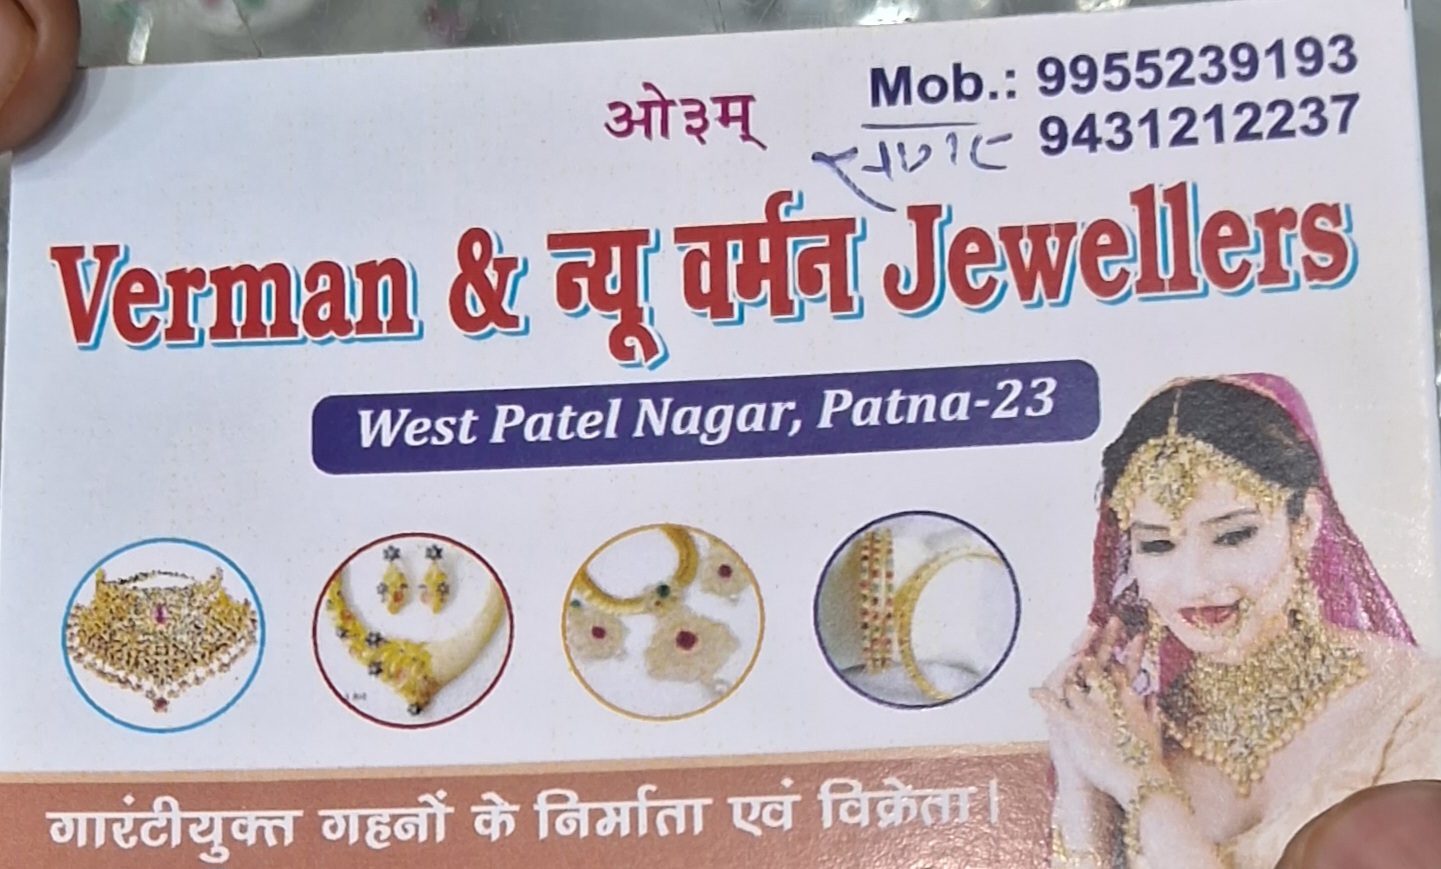 ओ३म्
Mob.: 9955239193
9431212237
Verman & न्यू वर्मन Jewellers
West Patel Nagar, Patna-23
गारंटीयुक्त गहनों के निर्माता एवं विक्रेता।